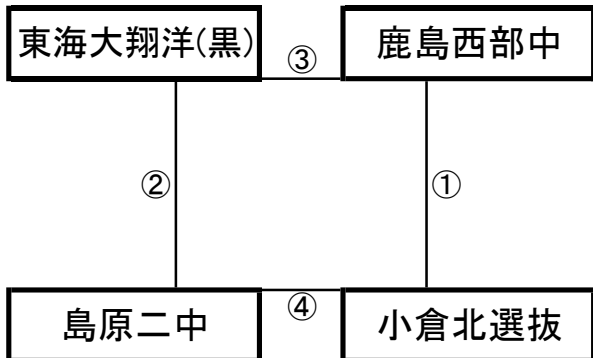 東海大翔洋(黒)
③
鹿島西部中
②
①
島原二中
④
小倉北選抜